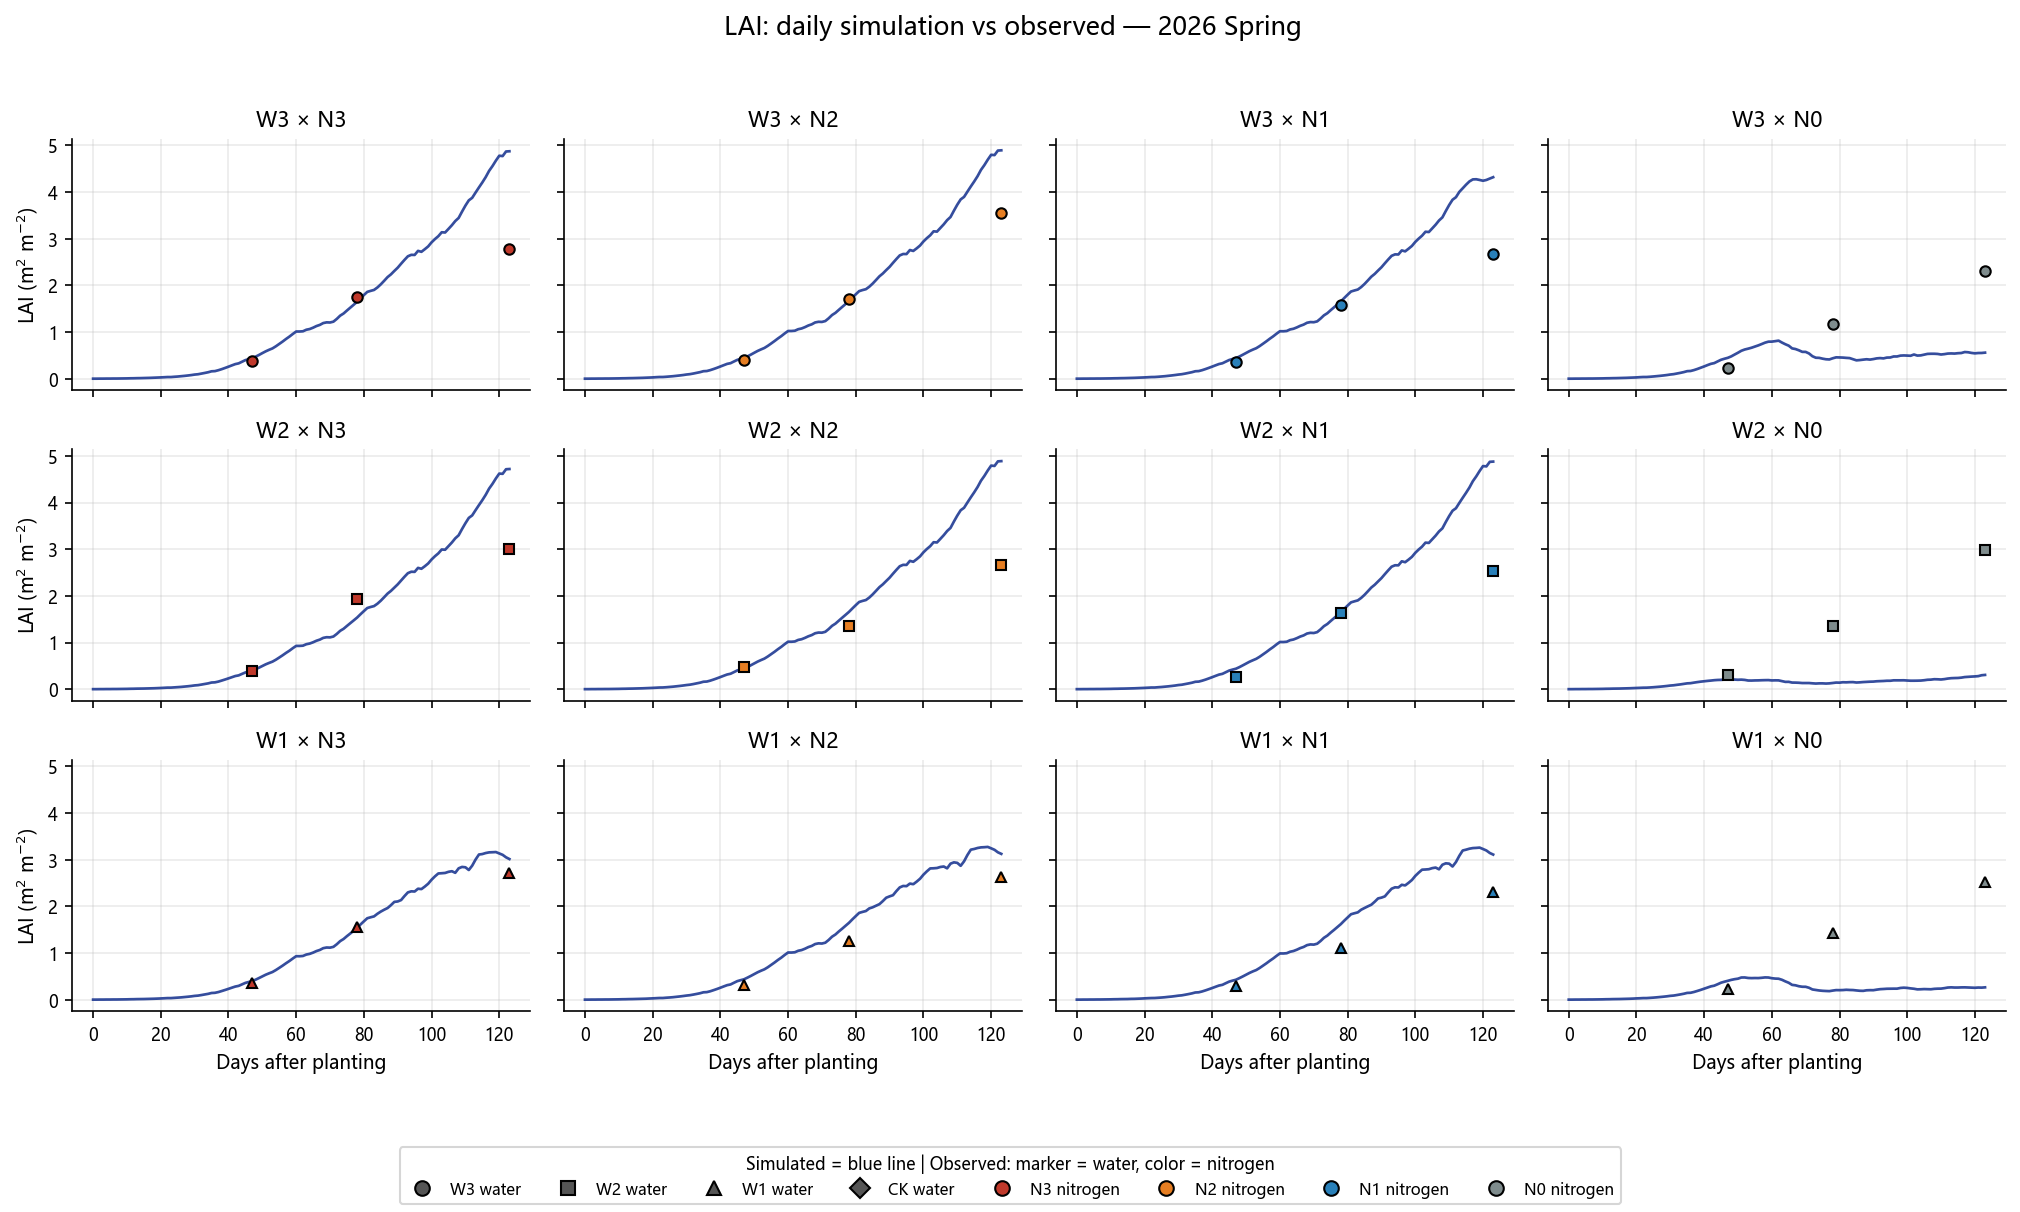 LAI: daily simulation vs observed — 2026 Spring
W3 × N3
W3 × N2
W3 × N1
W3 × N0
5
4
3
2
1
0
LAI (m² m⁻²)
W2 × N3
W2 × N2
W2 × N1
W2 × N0
5
4
3
2
1
0
LAI (m² m⁻²)
W1 × N3
W1 × N2
W1 × N1
W1 × N0
5
4
3
2
1
0
LAI (m² m⁻²)
0 20 40 60 80 100 120
0 20 40 60 80 100 120
0 20 40 60 80 100 120
0 20 40 60 80 100 120
Days after planting
Days after planting
Days after planting
Days after planting
Simulated = blue line | Observed: marker = water, color = nitrogen
W3 water W2 water W1 water CK water N3 nitrogen N2 nitrogen N1 nitrogen N0 nitrogen